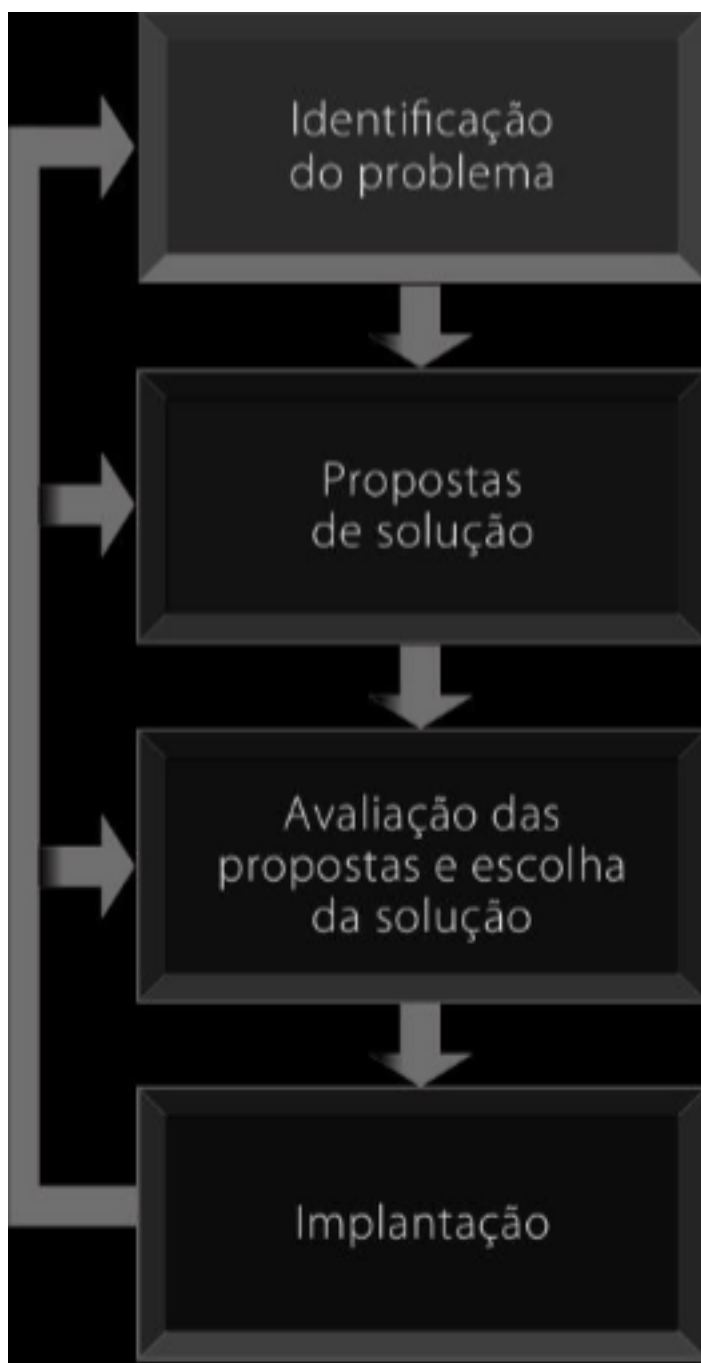 Identificação
do problema
Propostas
de solução
Avaliação das
propostas e escolha
da solução
Implantação